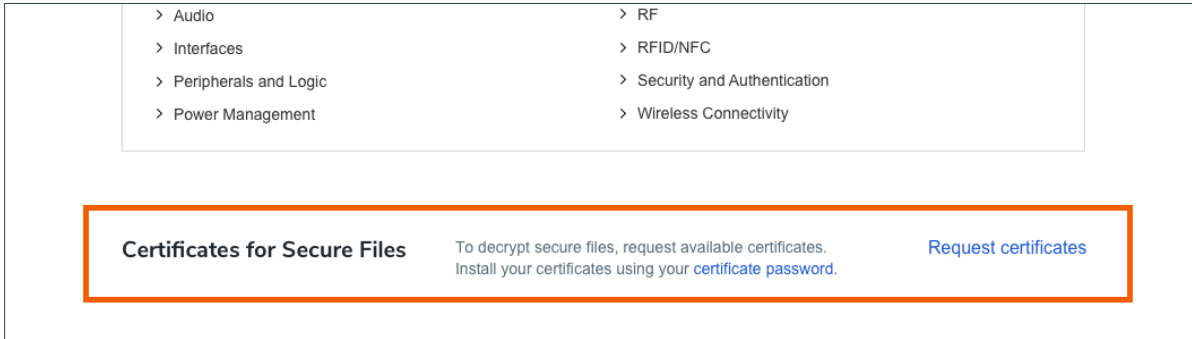 Audio
RF
Interfaces
RFID/NFC
Peripherals and Logic
Security and Authentication
Power Management
Wireless Connectivity
Certificates for Secure Files
To decrypt secure files, request available certificates.
Install your certificates using your certificate password.
Request certificates